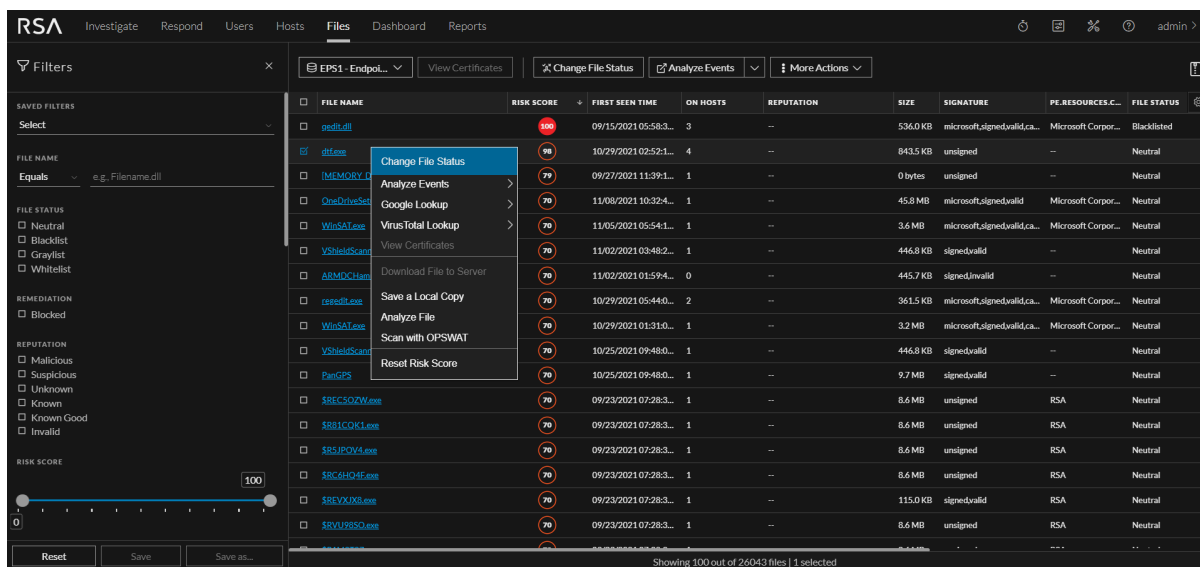 RSA Investigate Respond Users Hosts Files Dashboard Reports admin >
Filters ×
EPS1 - Endpoi... View Certificates Change File Status Analyze Events More Actions
SAVED FILTERS
Select
FILE NAME
Equals e.g., Filename.dll
FILE STATUS
Neutral
Blacklist
Graylist
Whitelist
REMEDIATION
Blocked
REPUTATION
Malicious
Suspicious
Unknown
Known
Known Good
Invalid
RISK SCORE
100
0
Reset Save Save as...
FILE NAME RISK SCORE FIRST SEEN TIME ON HOSTS REPUTATION SIZE SIGNATURE PE.RESOURCES.C... FILE STATUS
qedit.dll 100 09/15/2021 05:58:3... 3 -- 536.0 KB microsoft,signed,valid,ca... Microsoft Corpor... Blacklisted
dtf.exe 98 10/29/2021 02:52:1... 4 -- 843.5 KB unsigned -- Neutral
[MEMORY_D 79 09/27/2021 11:39:1... 1 -- 0 bytes unsigned -- Neutral
OneDriveSet 70 11/08/2021 10:32:4... 1 -- 45.8 MB microsoft,signed,valid Microsoft Corpor... Neutral
WinSAT.exe 70 11/05/2021 05:54:1... 1 -- 3.6 MB microsoft,signed,valid,ca... Microsoft Corpor... Neutral
VShieldScann 70 11/02/2021 03:48:2... 1 -- 446.8 KB signed,valid -- Neutral
ARMDCHam 70 11/02/2021 01:59:4... 0 -- 445.7 KB signed,invalid -- Neutral
regedit.exe 70 10/29/2021 05:44:0... 2 -- 361.5 KB microsoft,signed,valid,ca... Microsoft Corpor... Neutral
WinSAT.exe 70 10/29/2021 01:31:0... 1 -- 3.2 MB microsoft,signed,valid,ca... Microsoft Corpor... Neutral
VShieldScann 70 10/25/2021 09:48:0... 1 -- 446.8 KB signed,valid -- Neutral
PanGPS 70 10/25/2021 09:48:0... 1 -- 9.7 MB signed,valid -- Neutral
$REC5OZW.exe 70 09/23/2021 07:28:3... 1 -- 8.6 MB unsigned RSA Neutral
$R81CQK1.exe 70 09/23/2021 07:28:3... 1 -- 8.6 MB unsigned RSA Neutral
$R5JPOV4.exe 70 09/23/2021 07:28:3... 1 -- 8.6 MB unsigned RSA Neutral
$RC6HQ4F.exe 70 09/23/2021 07:28:3... 1 -- 8.6 MB unsigned RSA Neutral
$REVXJX8.exe 70 09/23/2021 07:28:3... 1 -- 115.0 KB signed,valid RSA Neutral
$RVU985O.exe 70 09/23/2021 07:28:3... 1 -- 8.6 MB unsigned RSA Neutral
Change File Status
Analyze Events
Google Lookup
VirusTotal Lookup
View Certificates
Download File to Server
Save a Local Copy
Analyze File
Scan with OPSWAT
Reset Risk Score
Showing 100 out of 26043 files | 1 selected